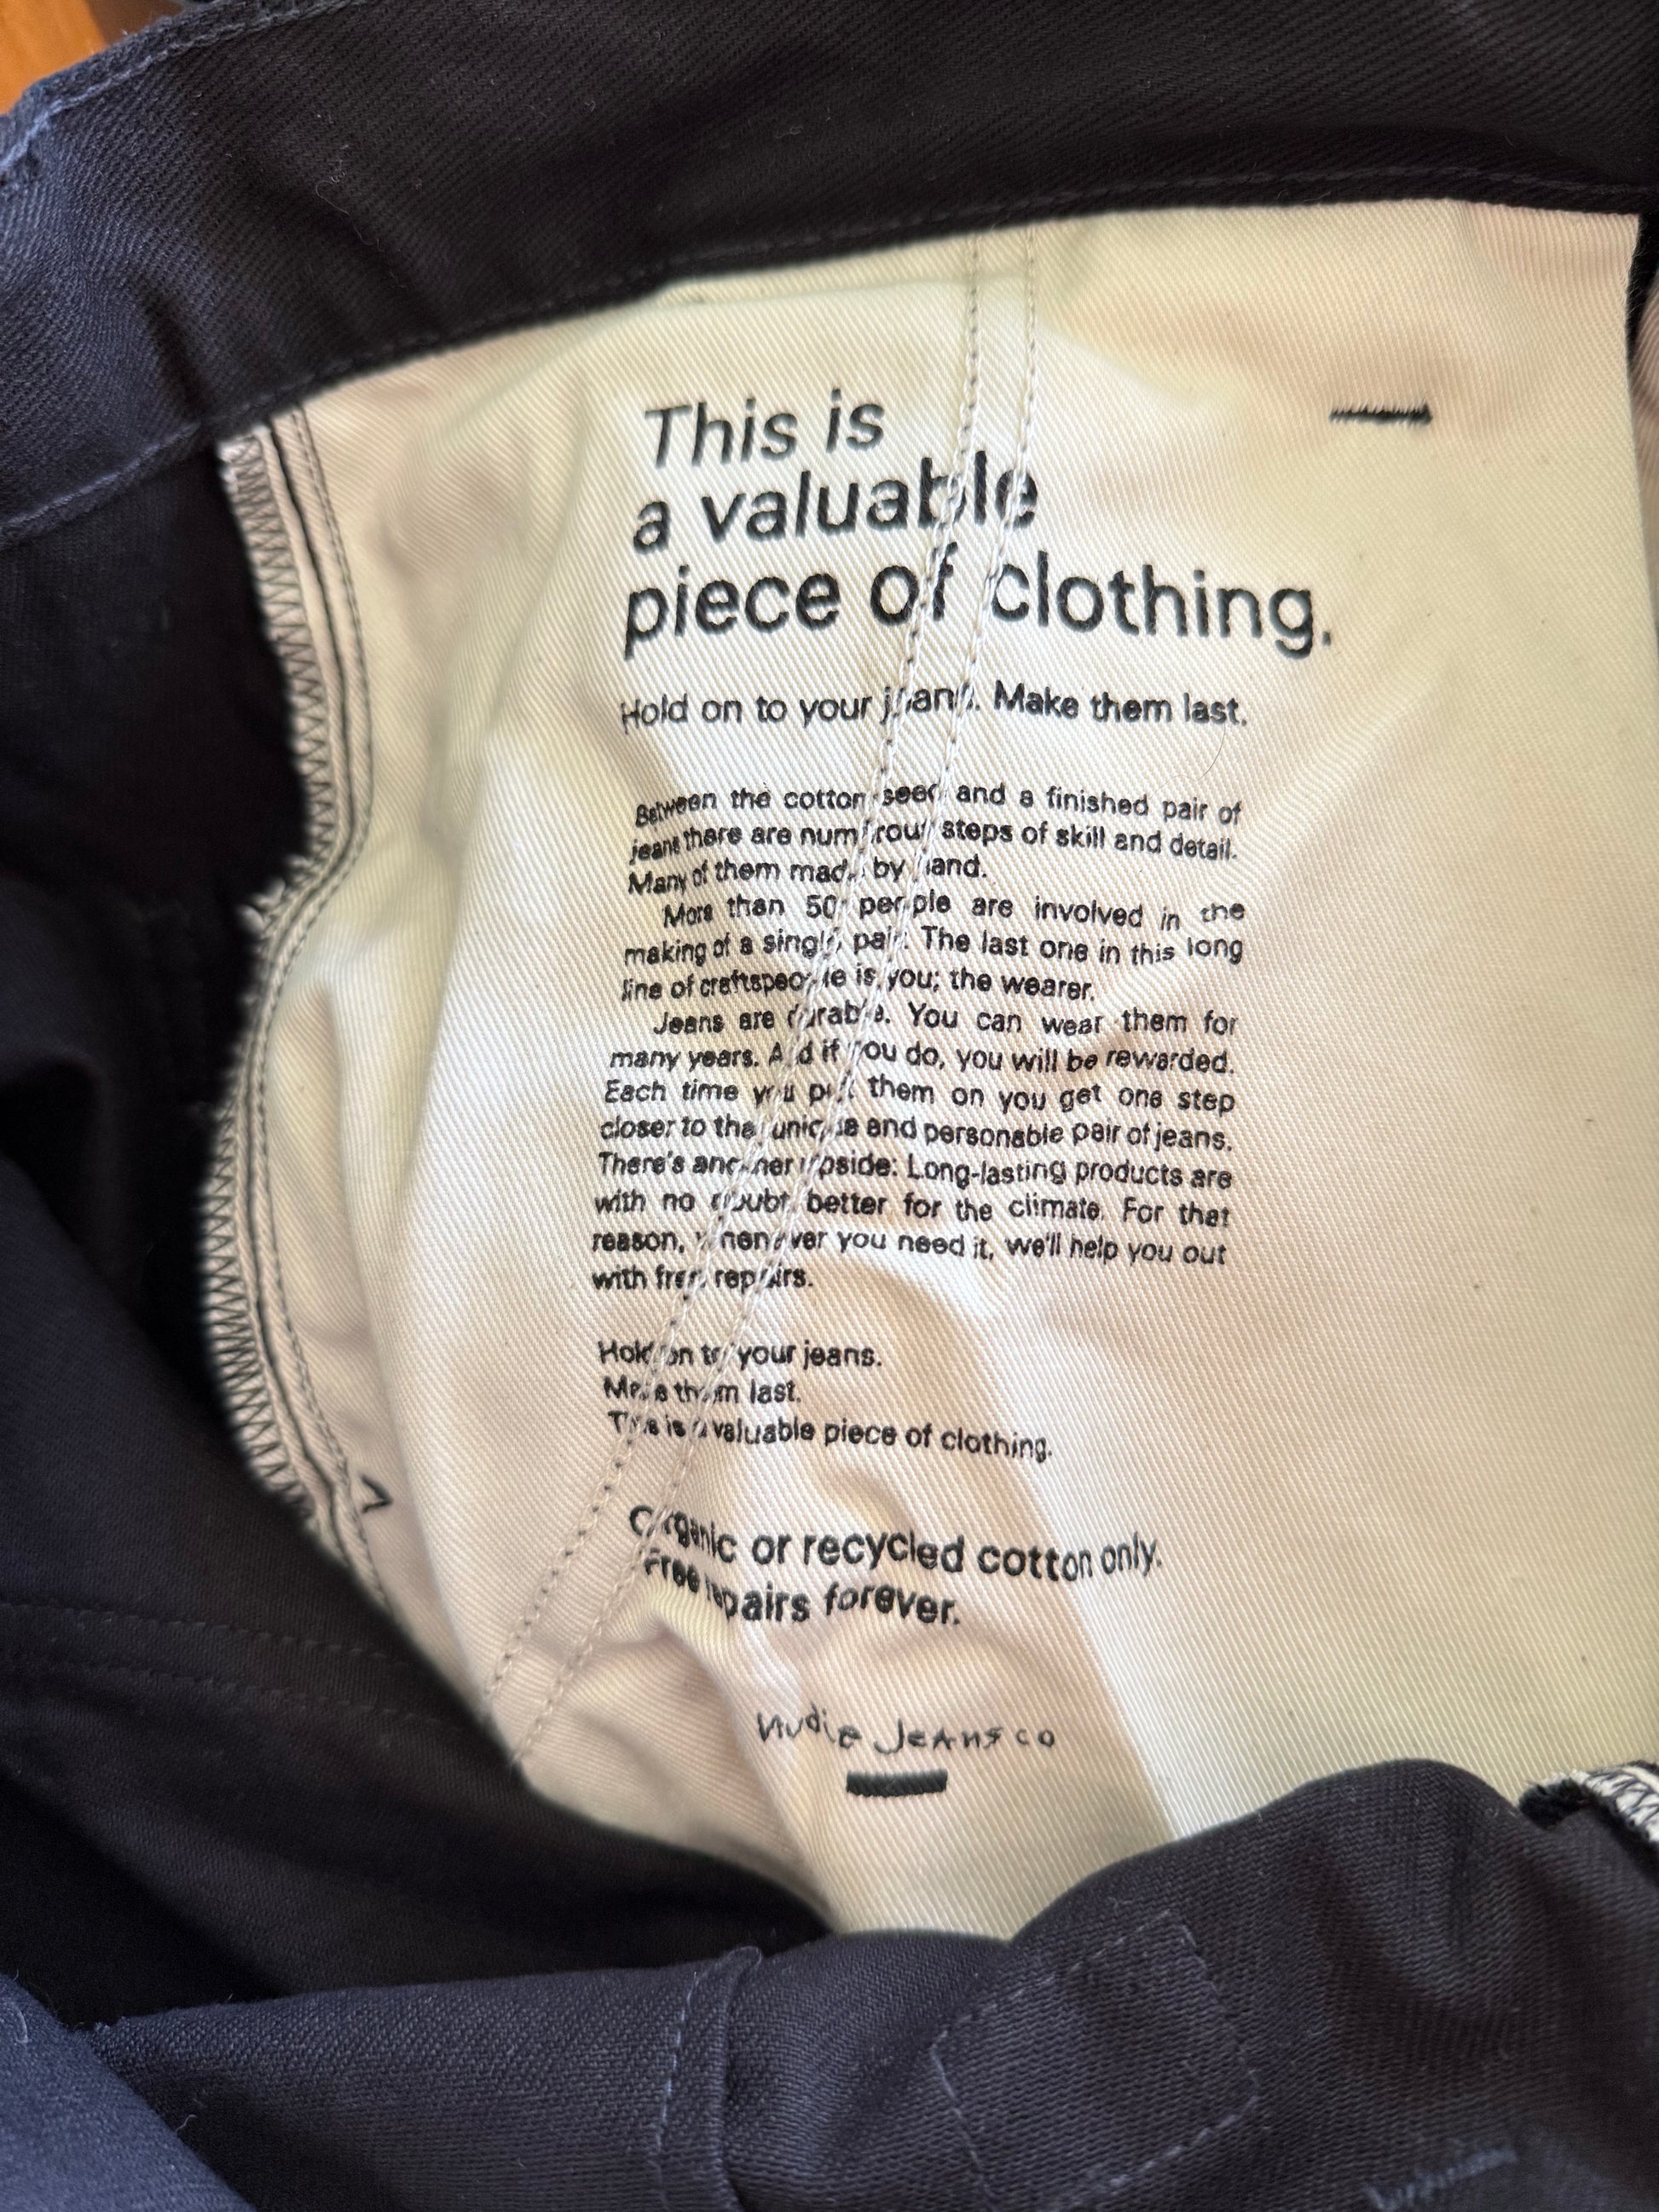 This is
a valuable
piece of clothing.
Hold on to your jeans. Make them last.
Between the cotton seed and a finished pair of
jeans there are numerous steps of skill and detail.
Many of them made by hand.
More than 50 people are involved in the
making of a single pair. The last one in this long
line of craftspeople is you; the wearer.
Jeans are durable. You can wear them for
many years. And if you do, you will be rewarded.
Each time you put them on you get one step
closer to the unique and personable pair of jeans.
There's another upside: Long-lasting products are
with no doubt better for the climate. For that
reason, whenever you need it, we'll help you out
with free repairs.
Hold on to your jeans.
Make them last.
This is a valuable piece of clothing.
Organic or recycled cotton only.
Free repairs forever.
Nudie Jeans co